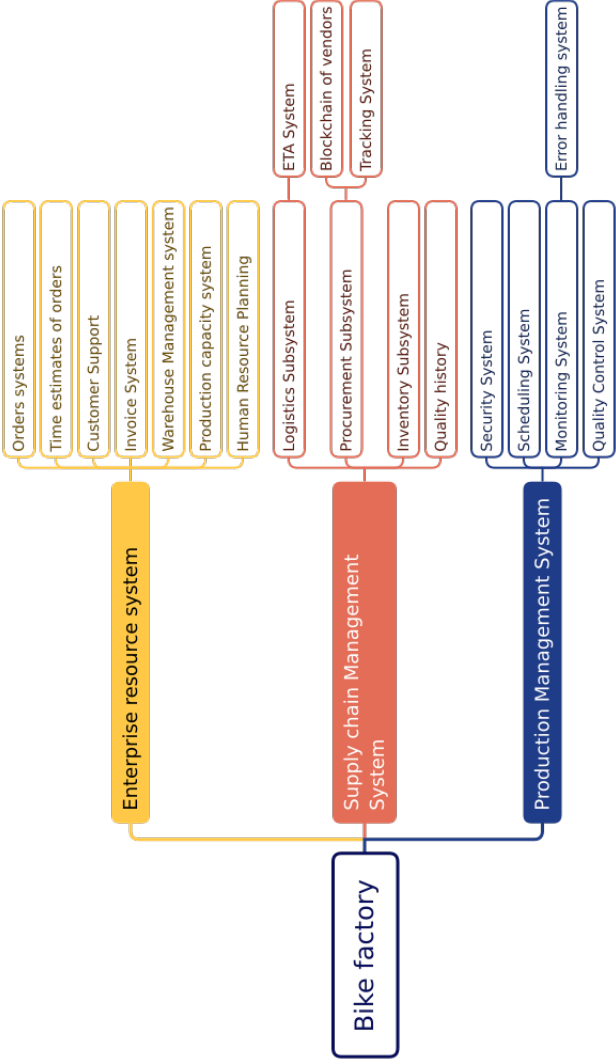 Bike factory
Enterprise resource system
Orders systems
Time estimates of orders
Customer Support
Invoice System
Warehouse Management system
Production capacity system
Human Resource Planning
Supply chain Management
System
Logistics Subsystem
ETA System
Procurement Subsystem
Blockchain of vendors
Tracking System
Inventory Subsystem
Quality history
Production Management System
Security System
Scheduling System
Monitoring System
Error handling system
Quality Control System